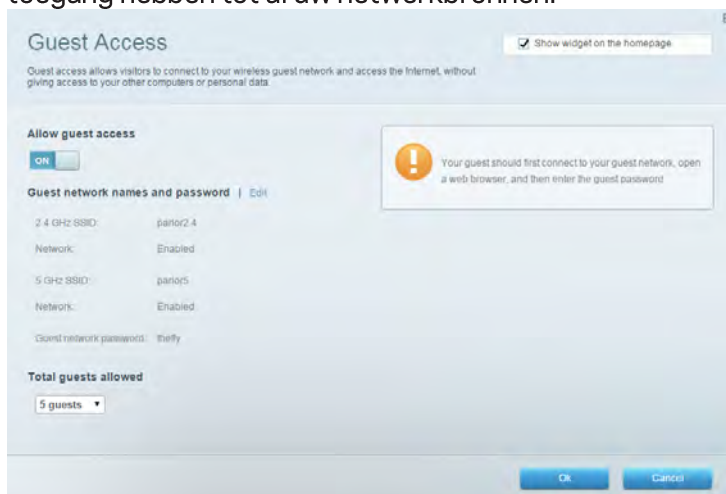 toegang hebben tot al uw netwerkbronnen.
Guest Access
Show widget on the homepage
Guest access allows visitors to connect to your wireless guest network and access the Internet, without
giving access to your other computers or personal data.
Allow guest access
ON
Your guest should first connect to your guest network, open
a web browser, and then enter the guest password
Guest network names and password | Edit
2.4 GHz SSID: panor2.4
Network: Enabled
5 GHz SSID: panor5
Network: Enabled
Guest network password: thefly
Total guests allowed
5 guests
Ok Cancel